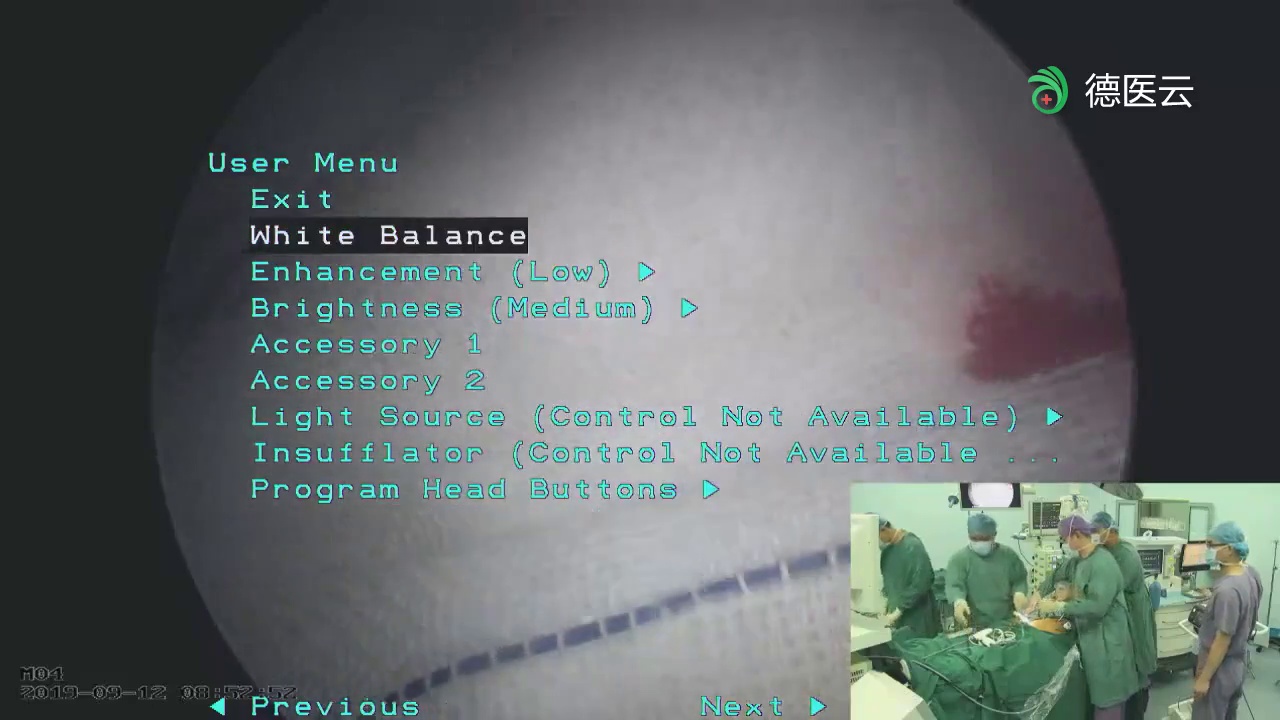 德医云
User Menu
Exit
White Balance
Enhancement (Low) ▶
Brightness (Medium) ▶
Accessory 1
Accessory 2
Light Source (Control Not Available) ▶
Insufflator (Control Not Available ...
Program Head Buttons ▶
M04
2019-09-12 08:52:52
◀ Previous
Next ▶